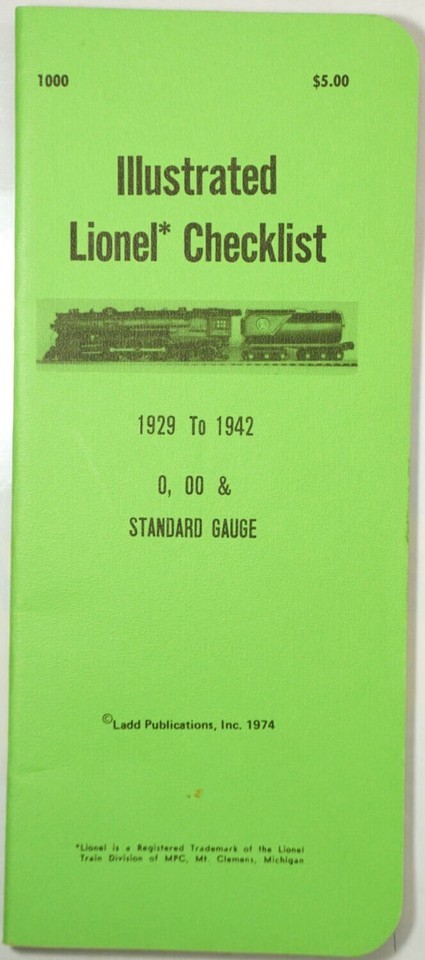 1000 $5.00
Illustrated
Lionel* Checklist
1929 To 1942
0, 00 &
STANDARD GAUGE
©Ladd Publications, Inc. 1974
*Lionel is a Registered Trademark of the Lionel
Train Division of MPC, Mt. Clemens, Michigan